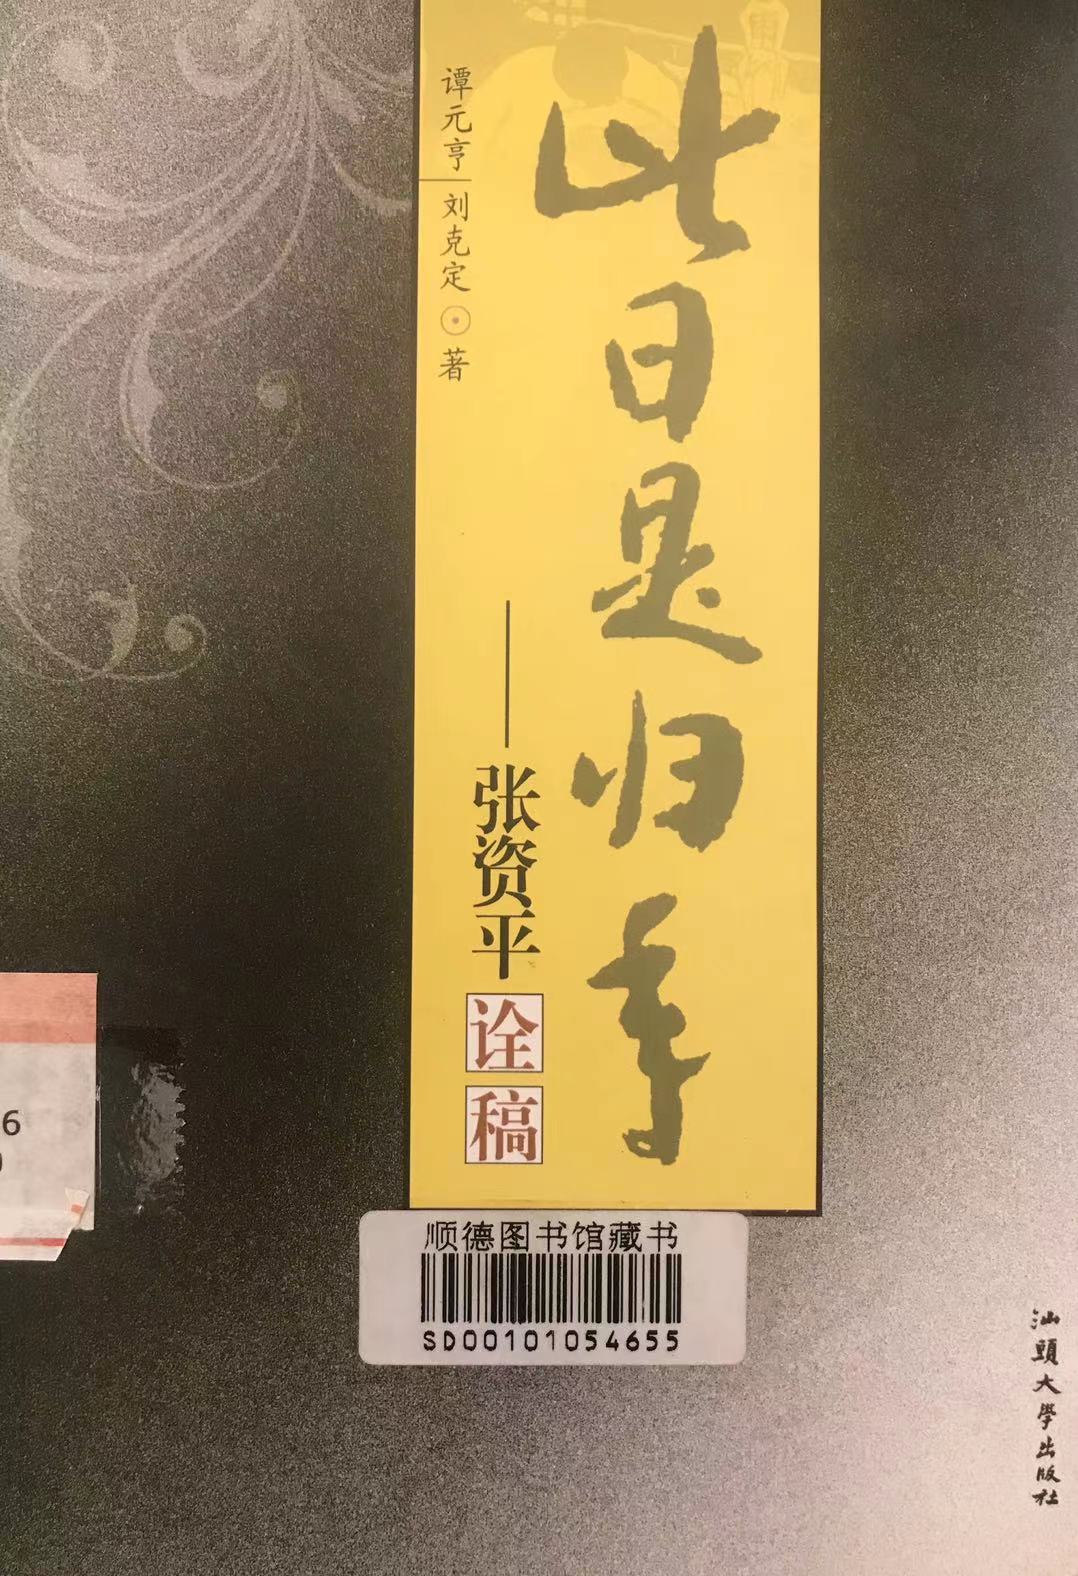 此日是归年
——张资平诠稿
谭元亨 刘克定⊙著
6
顺德图书馆藏书
SD00101054655
汕頭大學出版社